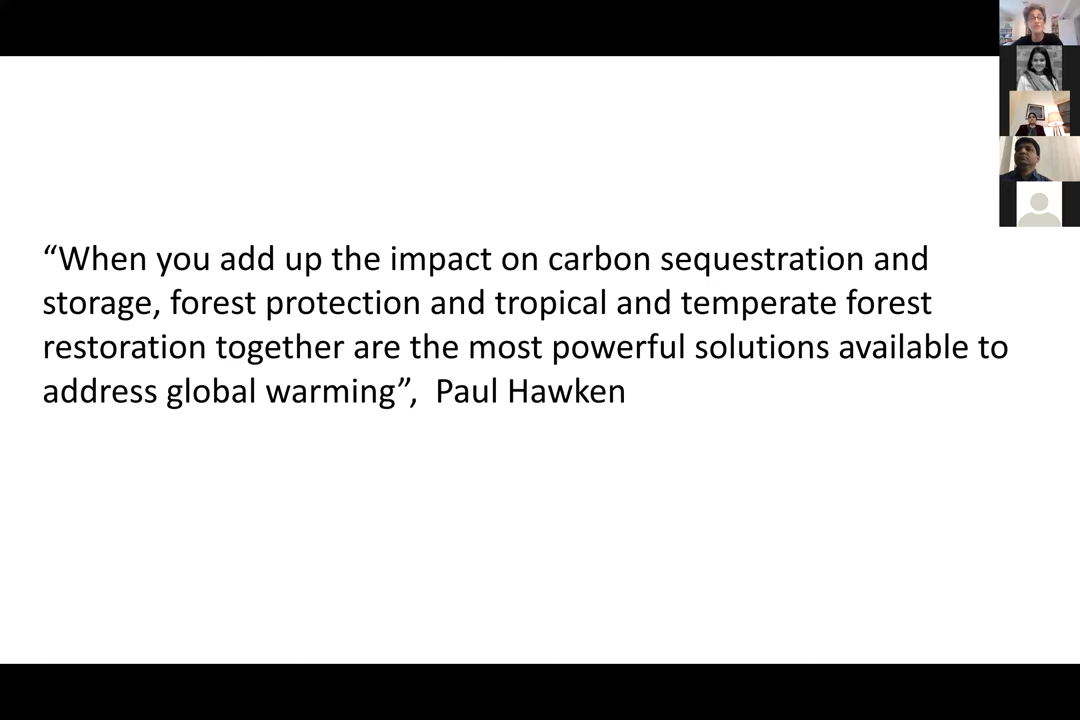 “When you add up the impact on carbon sequestration and
storage, forest protection and tropical and temperate forest
restoration together are the most powerful solutions available to
address global warming”,  Paul Hawken